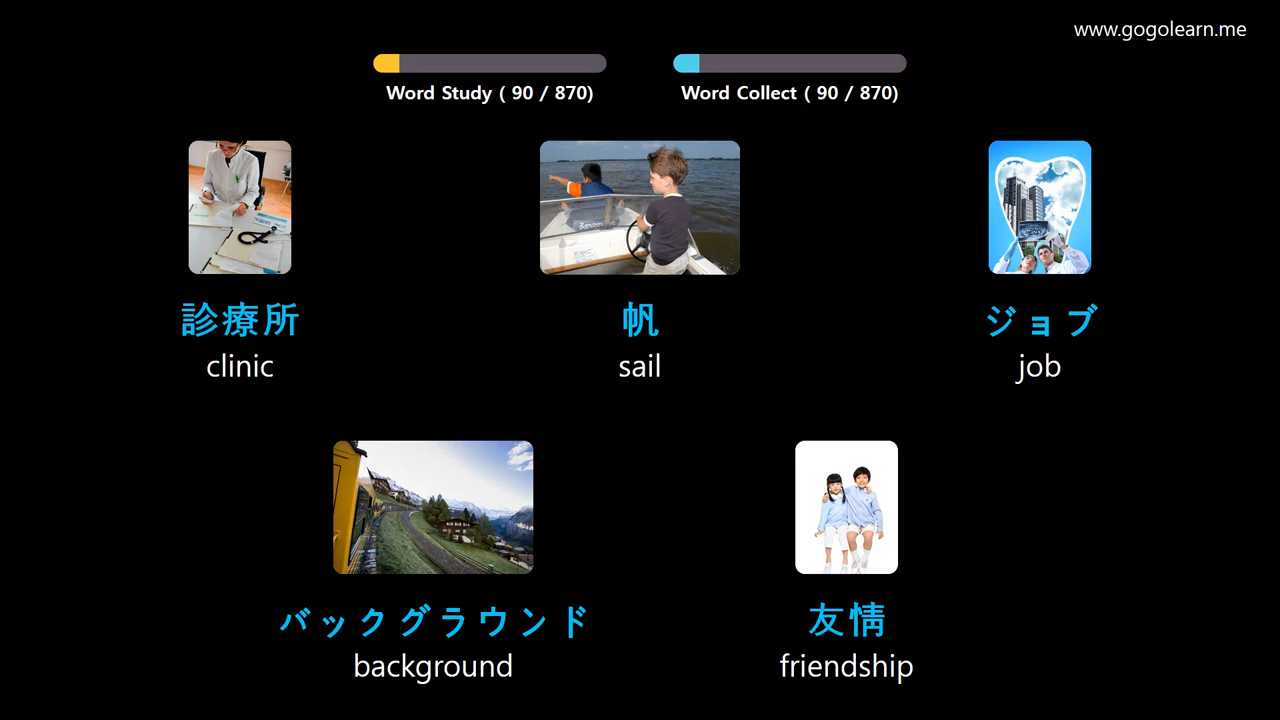 www.gogolearn.me
Word Study ( 90 / 870)
Word Collect ( 90 / 870)
診療所
clinic
帆
sail
ジョブ
job
バックグラウンド
background
友情
friendship